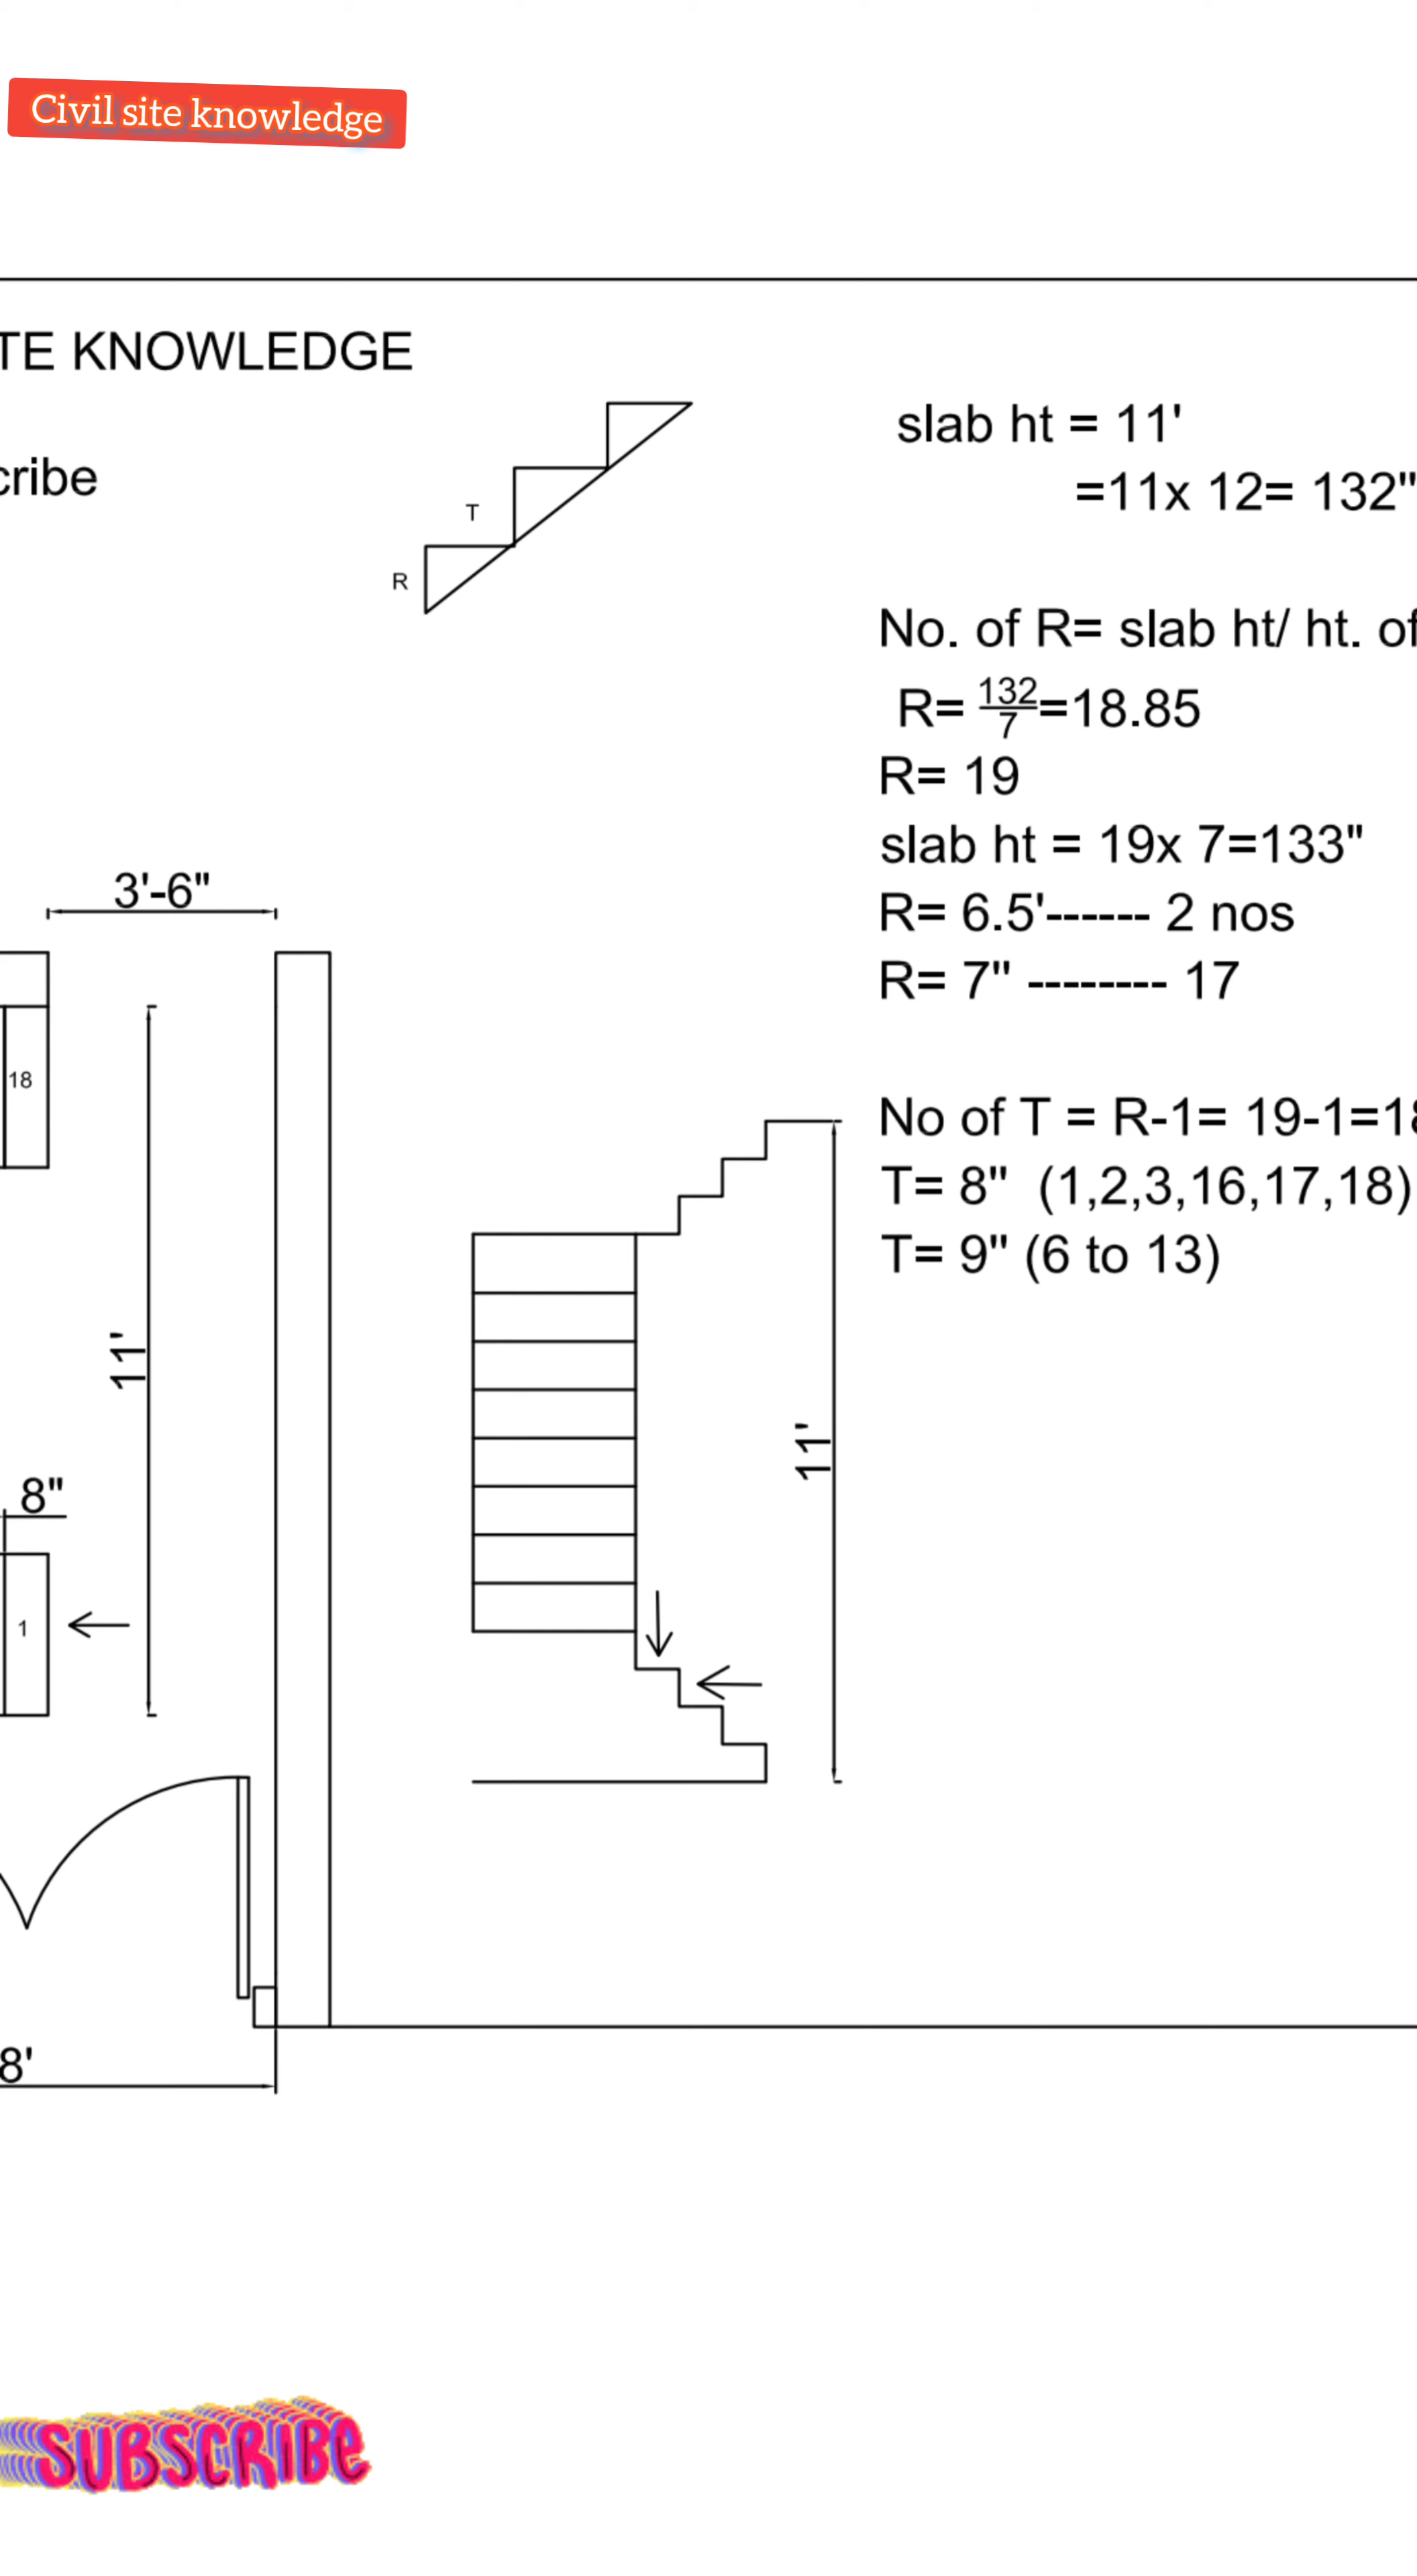 Civil site knowledge
TE KNOWLEDGE
cribe
T
R
slab ht = 11'
=11x 12= 132"
No. of R= slab ht/ ht. of
R= 132/7=18.85
R= 19
slab ht = 19x 7=133"
R= 6.5'------ 2 nos
R= 7" -------- 17
No of T = R-1= 19-1=18
T= 8" (1,2,3,16,17,18)
T= 9" (6 to 13)
3'-6"
18
11'
8"
1
11'
8'
SUBSCRIBe